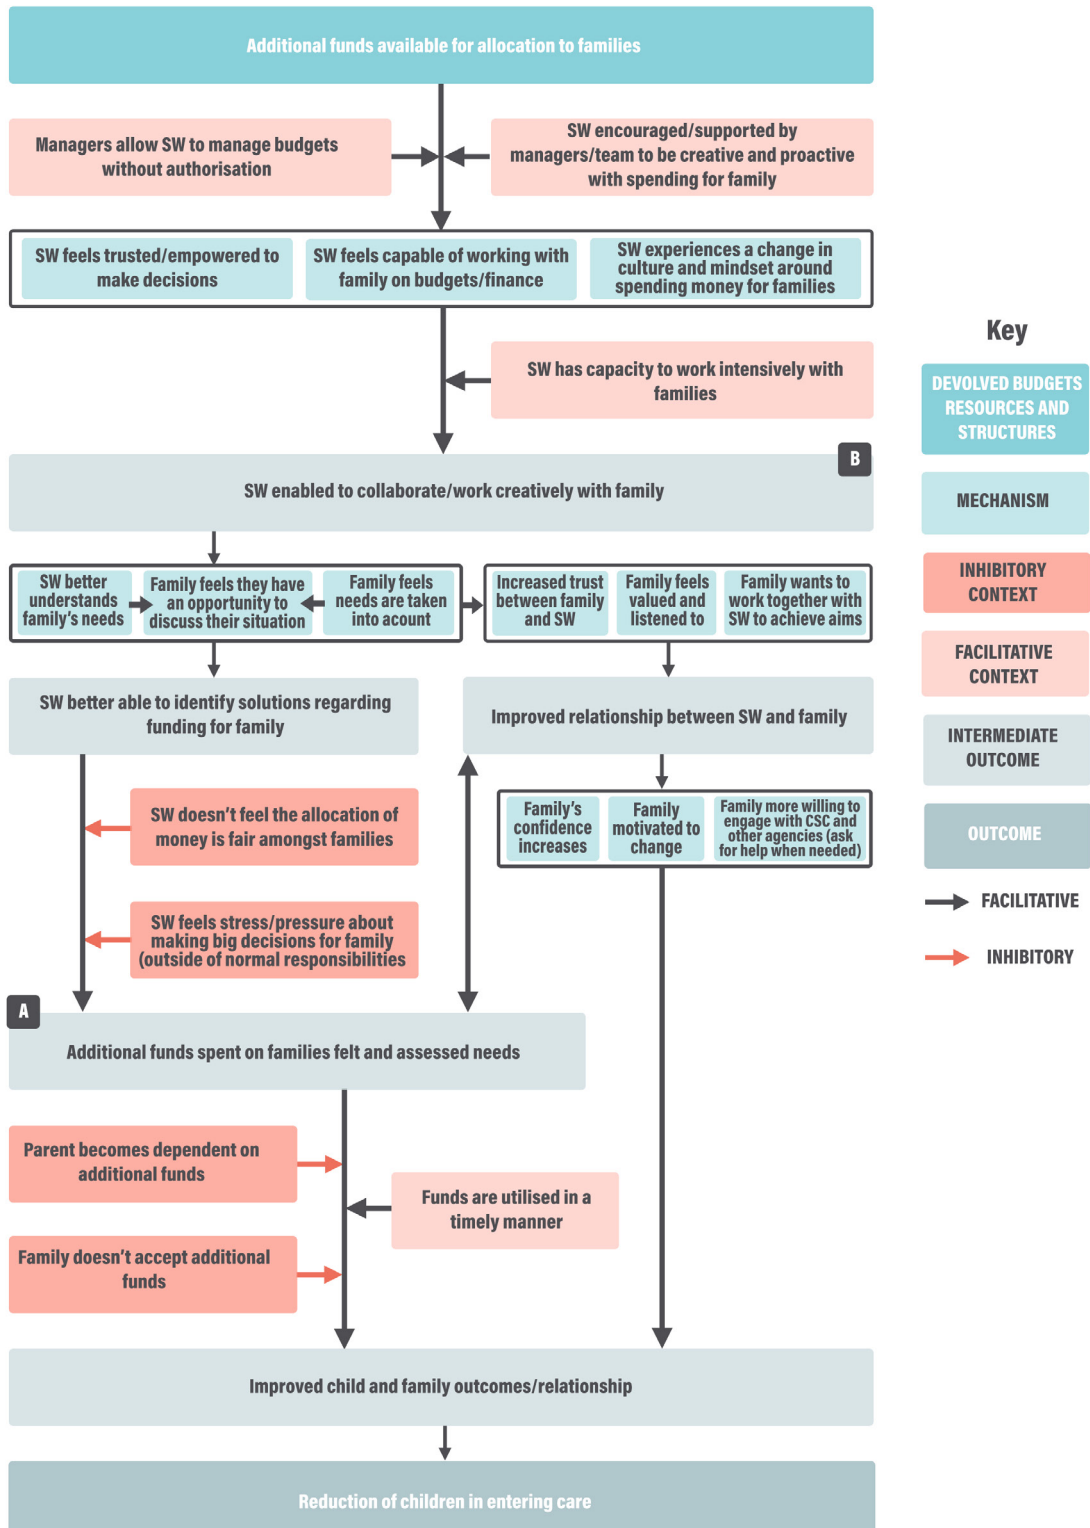 Additional funds available for allocation to families
Managers allow SW to manage budgets
without authorisation
SW encouraged/supported by
managers/team to be creative and proactive
with spending for family
SW feels trusted/empowered to
make decisions
SW feels capable of working with
family on budgets/finance
SW experiences a change in
culture and mindset around
spending money for families
SW has capacity to work intensively with
families
B
SW enabled to collaborate/work creatively with family
SW better
understands
family's needs
Family feels they have
an opportunity to
discuss their situation
Family feels
needs are taken
into acount
Increased trust
between family
and SW
Family feels
valued and
listened to
Family wants to
work together with
SW to achieve aims
SW better able to identify solutions regarding
funding for family
Improved relationship between SW and family
SW doesn't feel the allocation of
money is fair amongst families
Family's
confidence
increases
Family
motivated to
change
Family more willing to
engage with CSC and
other agencies (ask
for help when needed)
SW feels stress/pressure about
making big decisions for family
(outside of normal responsibilities
A
Additional funds spent on families felt and assessed needs
Parent becomes dependent on
additional funds
Funds are utilised in a
timely manner
Family doesn't accept additional
funds
Improved child and family outcomes/relationship
Reduction of children in entering care
Key
DEVOLVED BUDGETS
RESOURCES AND
STRUCTURES
MECHANISM
INHIBITORY
CONTEXT
FACILITATIVE
CONTEXT
INTERMEDIATE
OUTCOME
OUTCOME
FACILITATIVE
INHIBITORY